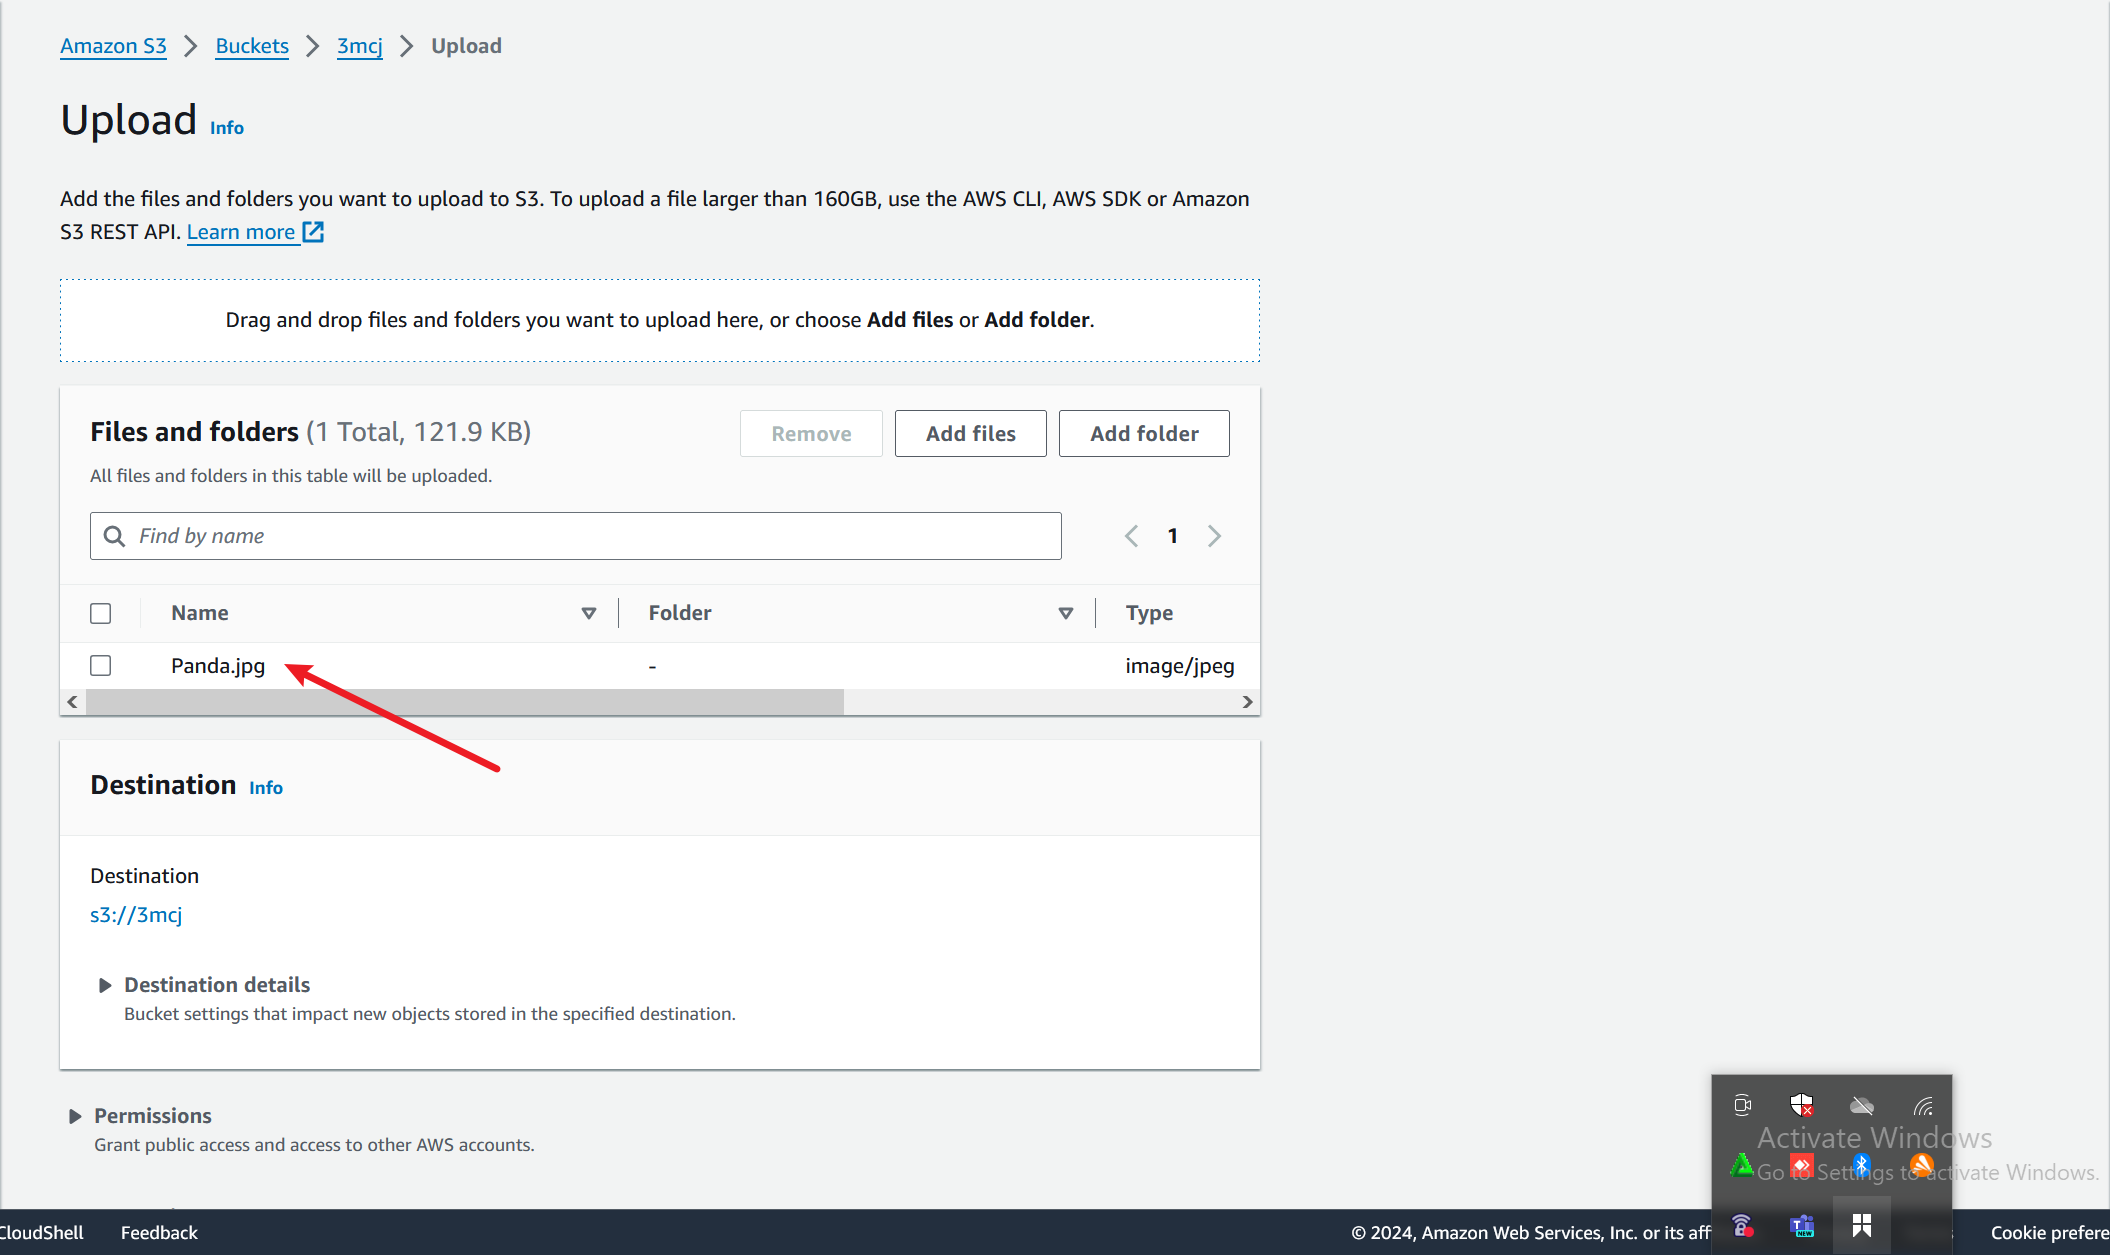 Amazon S3 > Buckets > 3mcj > Upload
Upload Info
Add the files and folders you want to upload to S3. To upload a file larger than 160GB, use the AWS CLI, AWS SDK or Amazon
S3 REST API. Learn more
Drag and drop files and folders you want to upload here, or choose Add files or Add folder.
Files and folders (1 Total, 121.9 KB)
Remove
Add files
Add folder
All files and folders in this table will be uploaded.
Find by name
1
Name Folder Type
Panda.jpg - image/jpeg
Destination Info
Destination
s3://3mcj
Destination details
Bucket settings that impact new objects stored in the specified destination.
Permissions
Grant public access and access to other AWS accounts.
Activate Windows
Go to Settings to activate Windows.
CloudShell Feedback © 2024, Amazon Web Services, Inc. or its aff Cookie prefere